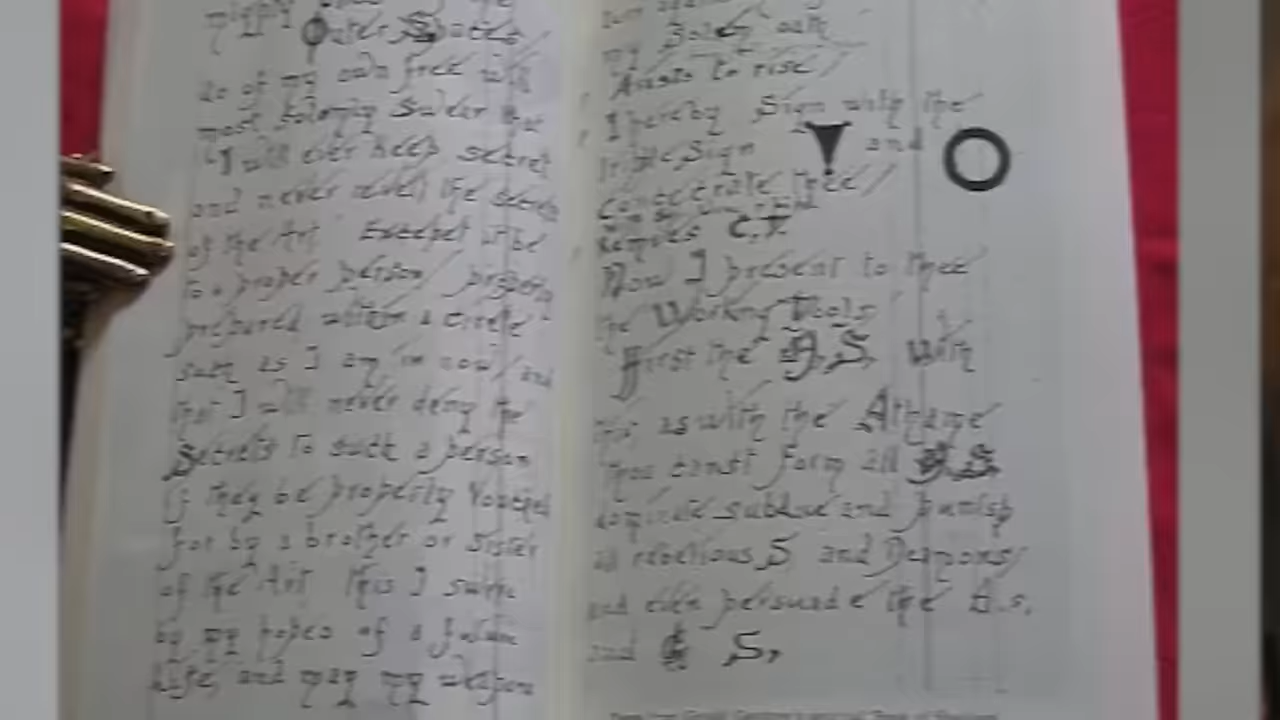 mighty
outer Spaces
do of my own free will
most solemnly swear that
I will ever keep secret
and never reveal the secrets
of the Art Except it be
to a proper person properly
prepared within a circle
such as I am in now and
that I will never deny the
Secrets to such a person
if they be properly vouched
for by a brother or Sister
of the Art This I swear
by my hopes of a future
Life, and may my weapons
my Solem oath
Assists to rise
I hereby Sign with the
Triple Sign and
consecrate thee
Removes C.T.
Now I present to thee
the Working Tools
First the S. With
this as with the Athame
thou canst form all S
dominate subdue and punish
all rebelious S and Demons
and even persuade the S.
and G S,